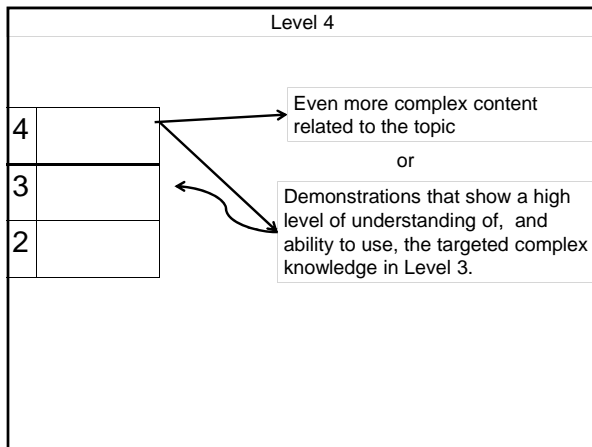 Level 4
4
3
2
Even more complex content
related to the topic
or
Demonstrations that show a high
level of understanding of, and
ability to use, the targeted complex
knowledge in Level 3.